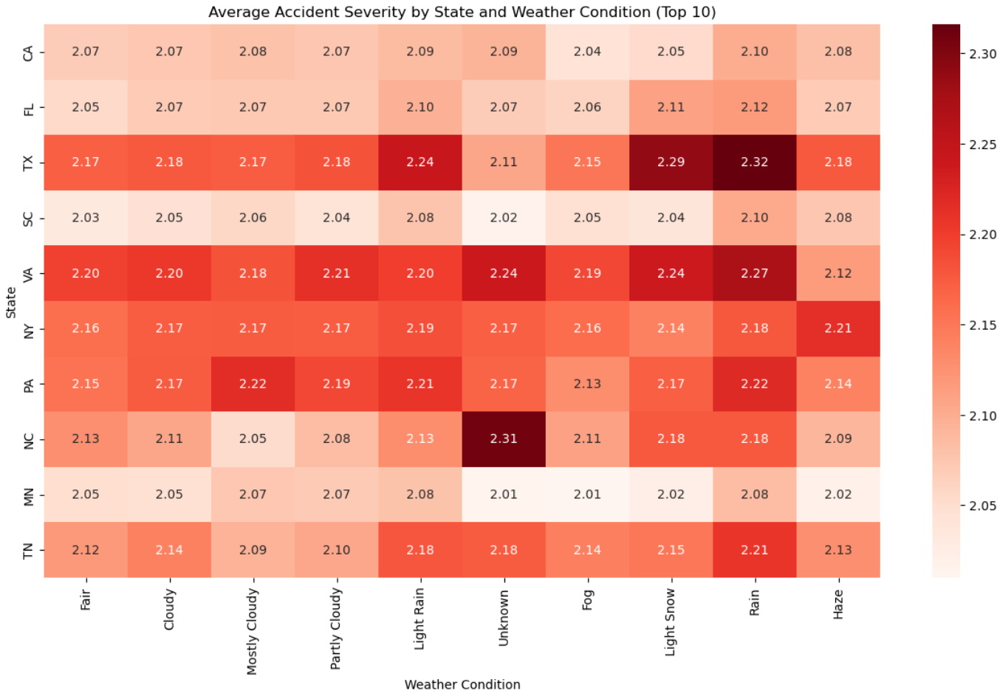 Average Accident Severity by State and Weather Condition (Top 10)
CA 2.07 2.07 2.08 2.07 2.09 2.09 2.04 2.05 2.10 2.08
FL 2.05 2.07 2.07 2.07 2.10 2.07 2.06 2.11 2.12 2.07
TX 2.17 2.18 2.17 2.18 2.24 2.11 2.15 2.29 2.32 2.18
SC 2.03 2.05 2.06 2.04 2.08 2.02 2.05 2.04 2.10 2.08
VA 2.20 2.20 2.18 2.21 2.20 2.24 2.19 2.24 2.27 2.12
NY 2.16 2.17 2.17 2.17 2.19 2.17 2.16 2.14 2.18 2.21
PA 2.15 2.17 2.22 2.19 2.21 2.17 2.13 2.17 2.22 2.14
NC 2.13 2.11 2.05 2.08 2.13 2.31 2.11 2.18 2.18 2.09
MN 2.05 2.05 2.07 2.07 2.08 2.01 2.01 2.02 2.08 2.02
TN 2.12 2.14 2.09 2.10 2.18 2.18 2.14 2.15 2.21 2.13
State
Fair
Cloudy
Mostly Cloudy
Partly Cloudy
Light Rain
Unknown
Fog
Light Snow
Rain
Haze
Weather Condition
2.30
2.25
2.20
2.15
2.10
2.05